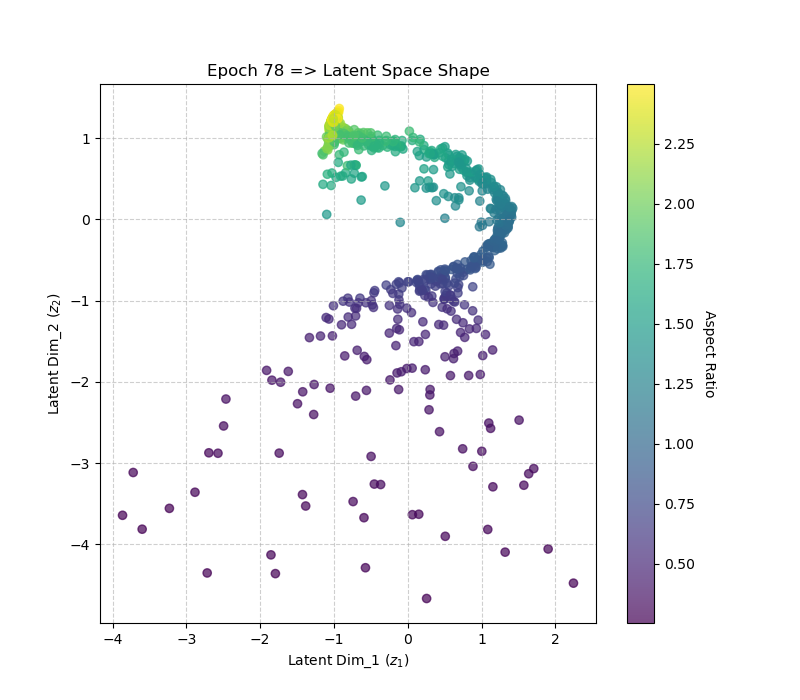 Epoch 78 => Latent Space Shape
1
0
−1
−2
−3
−4
Latent Dim_2 (z₂)
−4 −3 −2 −1 0 1 2
Latent Dim_1 (z₁)
2.25
2.00
1.75
1.50
1.25
1.00
0.75
0.50
Aspect Ratio